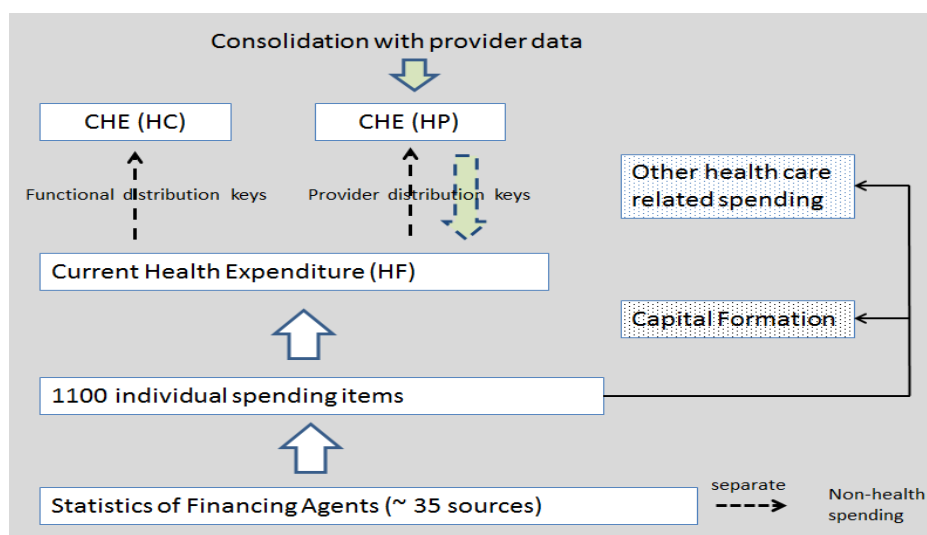 Consolidation with provider data
CHE (HC)
CHE (HP)
Functional distribution keys
Provider distribution keys
Other health care
related spending
Current Health Expenditure (HF)
Capital Formation
1100 individual spending items
Statistics of Financing Agents (~ 35 sources)
separate
Non-health
spending